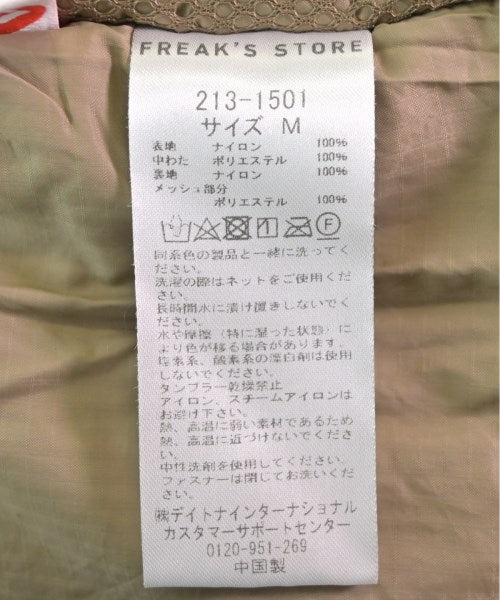 FREAK'S STORE
213-1501
サイズ M
表地 ナイロン 100%
中わた ポリエステル 100%
裏地 ナイロン 100%
メッシュ部分
ポリエステル 100%
同系色の製品と一緒に洗ってく
ださい。
洗濯の際はネットをご使用くだ
さい。
長時間水に漬け置きしないでく
ださい。
水や摩擦（特に湿った状態）に
より色が移る場合があります。
塩素系、酸素系の漂白剤は使用
しないでください。
タンブラー乾燥禁止
アイロン、スチームアイロンは
お避け下さい。
熱、高温に弱い素材であるため
熱、高温に近づけないでくださ
い。
中性洗剤を使用してください。
ファスナーは閉じてお洗いくだ
さい。
㈱デイトナインターナショナル
カスタマーサポートセンター
0120-951-269
中国製